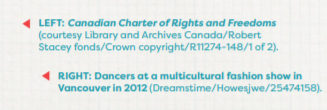 LEFT: Canadian Charter of Rights and Freedoms
(courtesy Library and Archives Canada/Robert
Stacey fonds/Crown copyright/R11274-148/1 of 2).
RIGHT: Dancers at a multicultural fashion show in
Vancouver in 2012 (Dreamstime/Howesjwe/25474158).